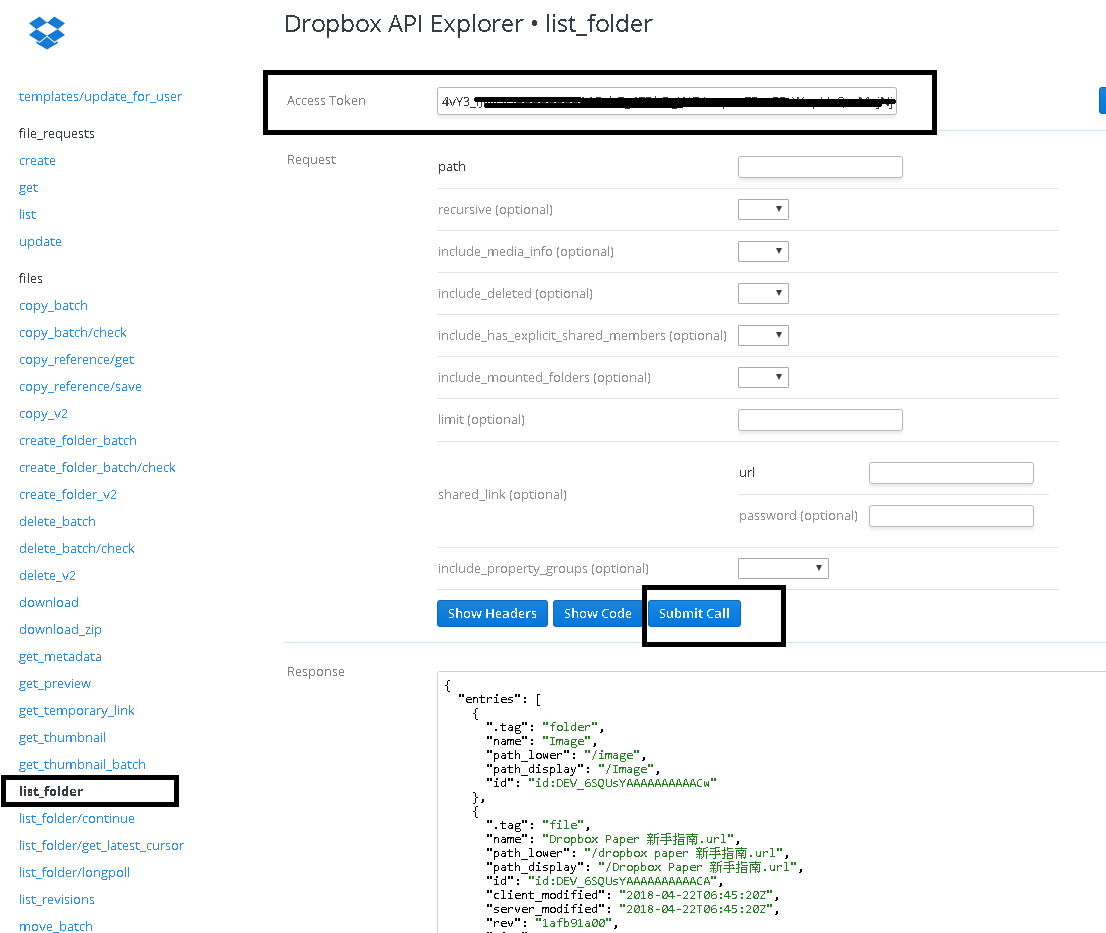 Dropbox API Explorer • list_folder
templates/update_for_user
file_requests
create
get
list
update
files
copy_batch
copy_batch/check
copy_reference/get
copy_reference/save
copy_v2
create_folder_batch
create_folder_batch/check
create_folder_v2
delete_batch
delete_batch/check
delete_v2
download
download_zip
get_metadata
get_preview
get_temporary_link
get_thumbnail
get_thumbnail_batch
list_folder
list_folder/continue
list_folder/get_latest_cursor
list_folder/longpoll
list_revisions
move_batch
Access Token
Request
path
recursive (optional)
include_media_info (optional)
include_deleted (optional)
include_has_explicit_shared_members (optional)
include_mounted_folders (optional)
limit (optional)
shared_link (optional)
url
password (optional)
include_property_groups (optional)
Show Headers Show Code Submit Call
Response
{
"entries": [
{
".tag": "folder",
"name": "Image",
"path_lower": "/image",
"path_display": "/Image",
"id": "id:DEV_6SQUsYAAAAAAAAAACw"
},
{
".tag": "file",
"name": "Dropbox Paper 新手指南.url",
"path_lower": "/dropbox paper 新手指南.url",
"path_display": "/Dropbox Paper 新手指南.url",
"id": "id:DEV_6SQUsYAAAAAAAAAACA",
"client_modified": "2018-04-22T06:45:20Z",
"server_modified": "2018-04-22T06:45:20Z",
"rev": "1afb91a00",